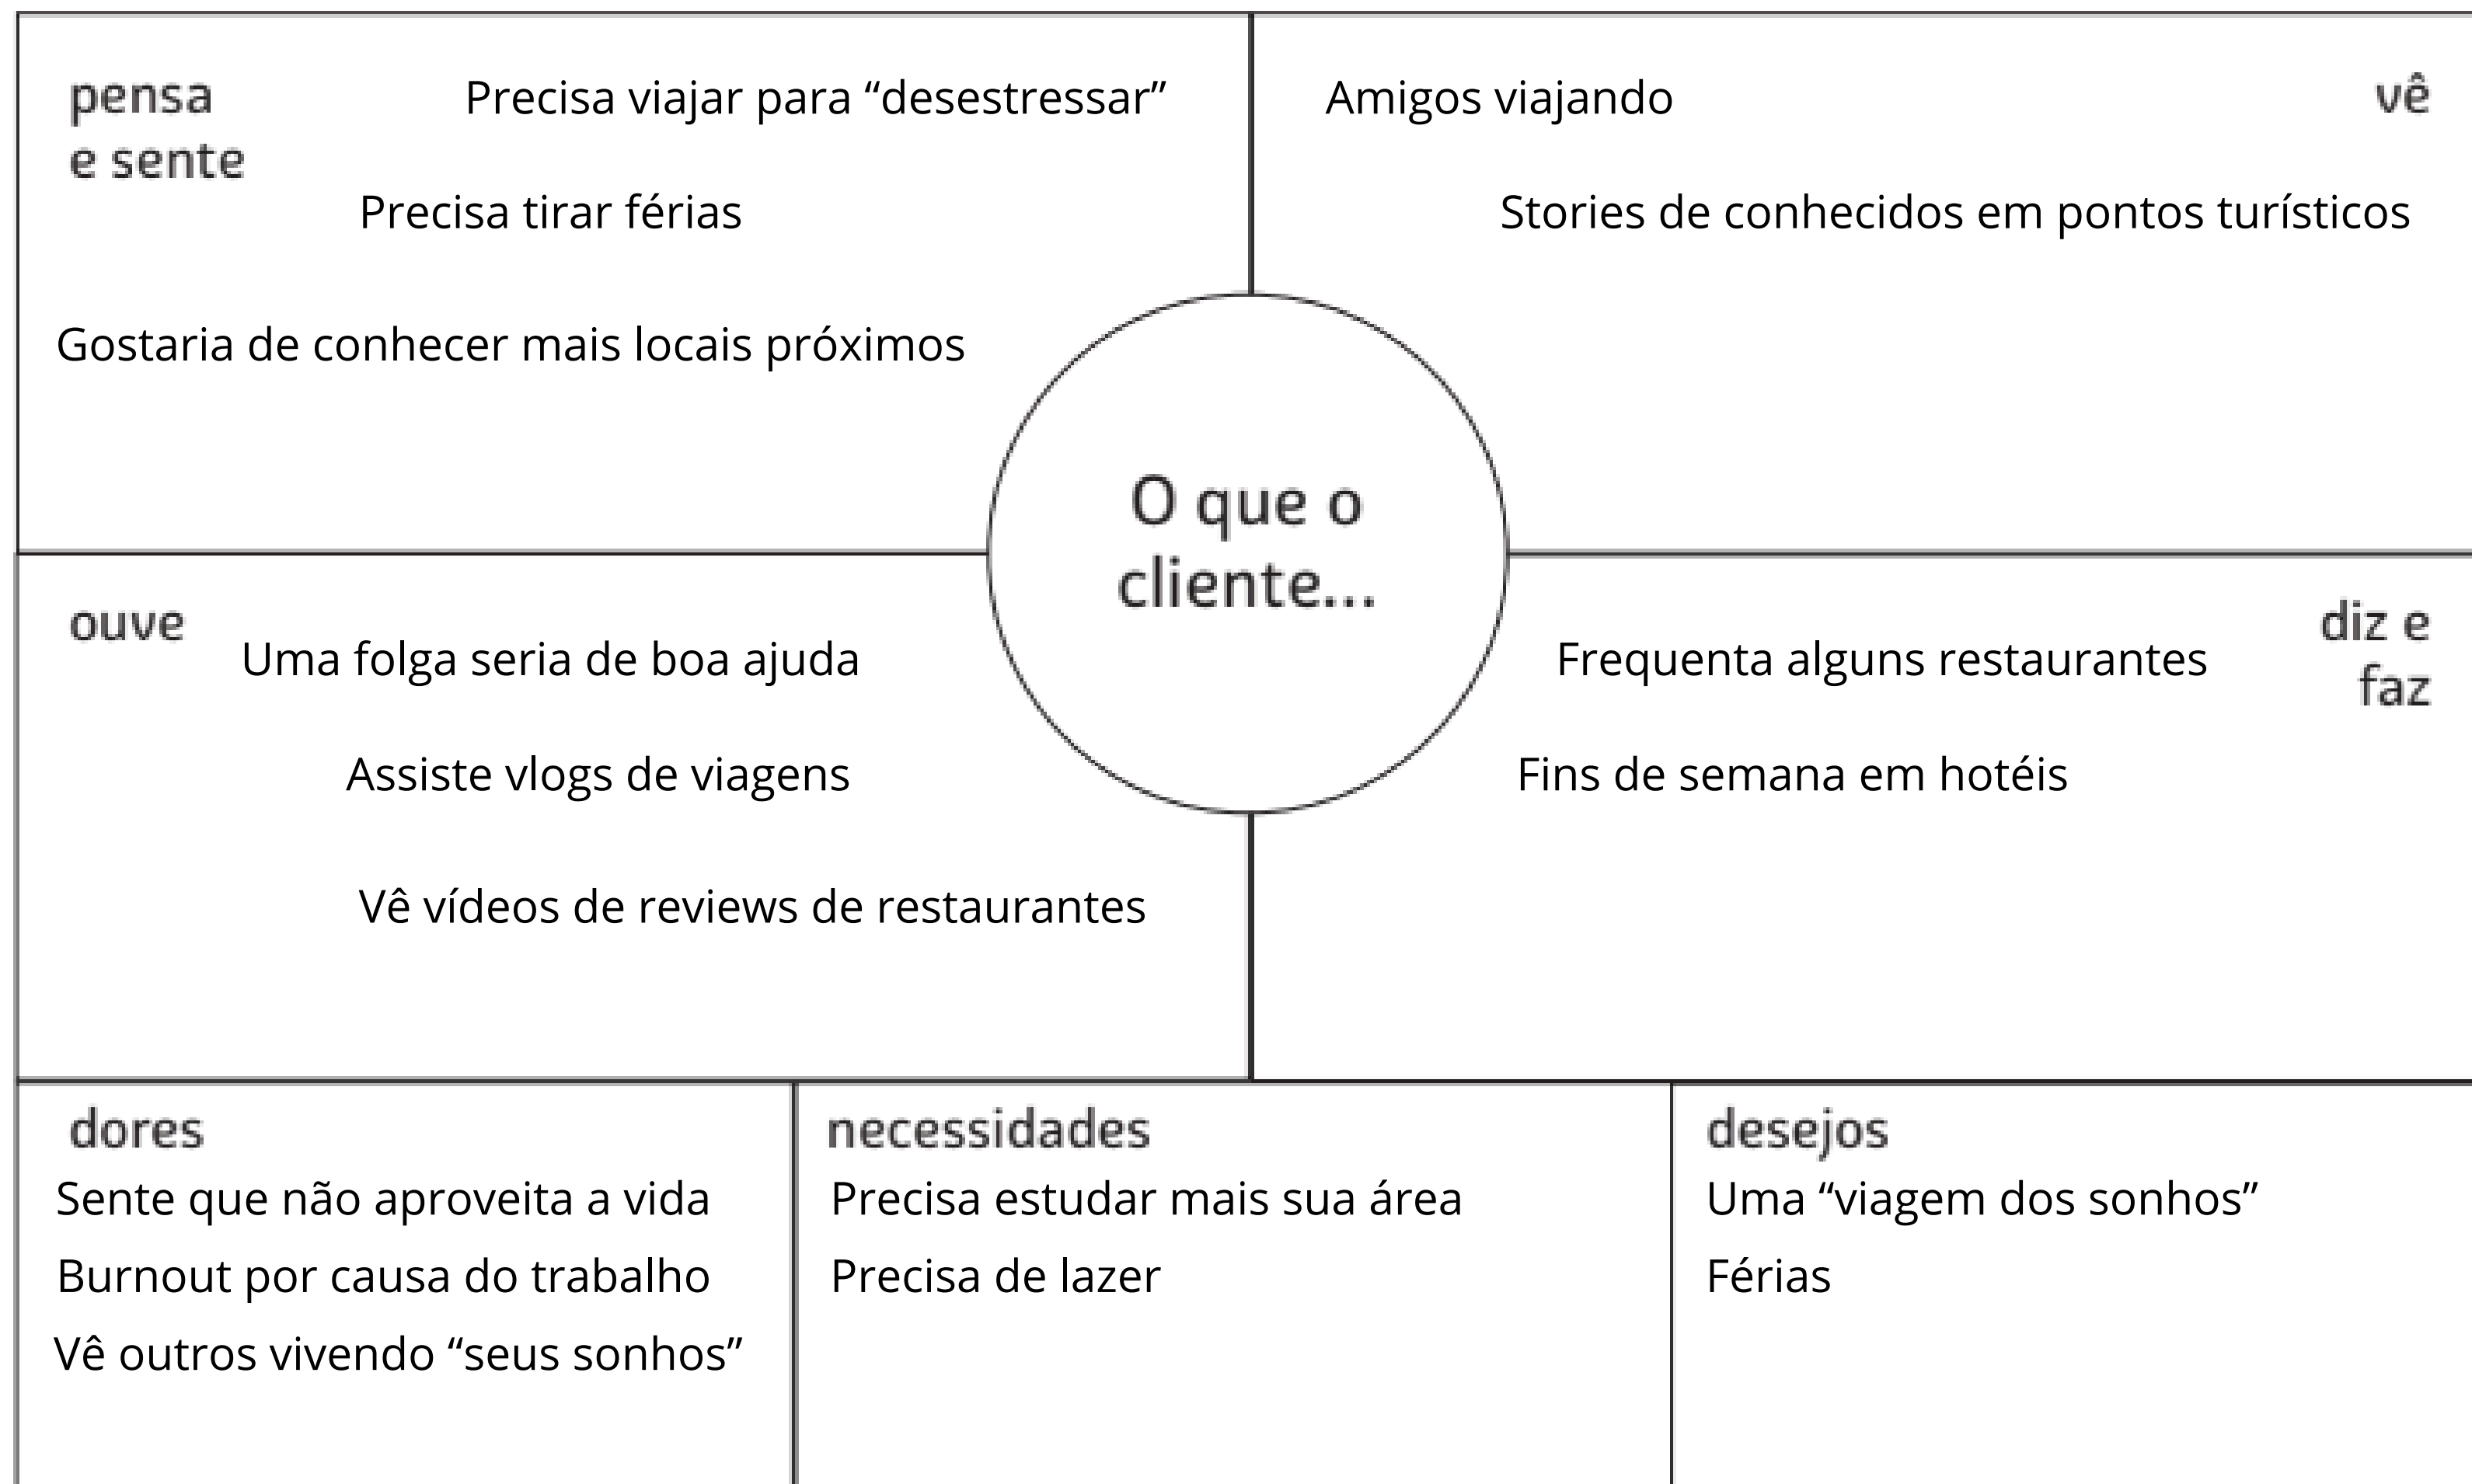 pensa
e sente
Precisa viajar para “desestressar”
Precisa tirar férias
Gostaria de conhecer mais locais próximos
vê
Amigos viajando
Stories de conhecidos em pontos turísticos
O que o
cliente...
ouve
Uma folga seria de boa ajuda
Assiste vlogs de viagens
Vê vídeos de reviews de restaurantes
diz e
faz
Frequenta alguns restaurantes
Fins de semana em hotéis
dores
Sente que não aproveita a vida
Burnout por causa do trabalho
Vê outros vivendo “seus sonhos”
necessidades
Precisa estudar mais sua área
Precisa de lazer
desejos
Uma “viagem dos sonhos”
Férias